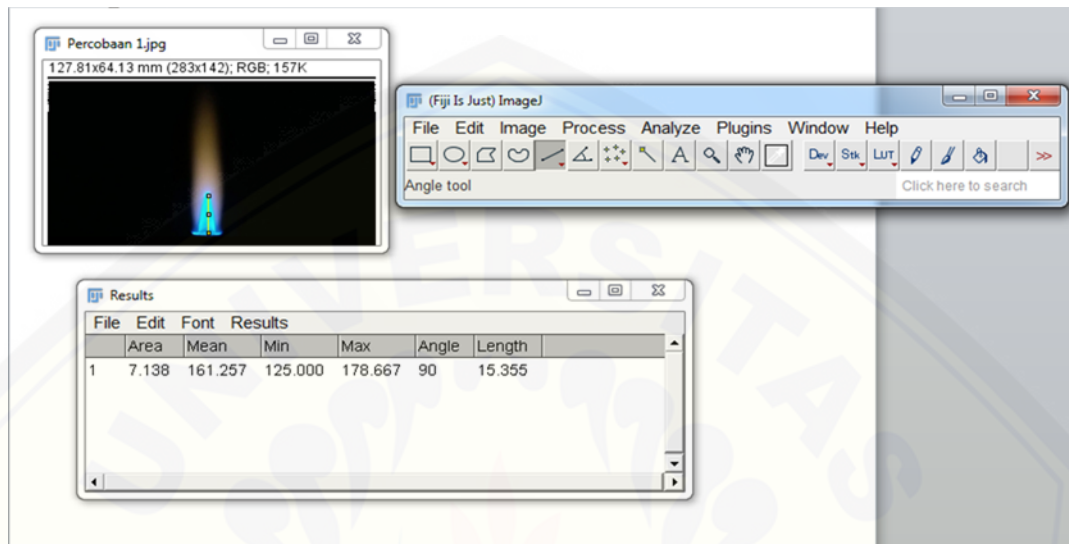 Percobaan 1.jpg
127.81x64.13 mm (283x142); RGB; 157K
(Fiji Is Just) ImageJ
File Edit Image Process Analyze Plugins Window Help
Dev Stk LUT >>
Angle tool
Click here to search
Results
File Edit Font Results
Area Mean Min Max Angle Length
1 7.138 161.257 125.000 178.667 90 15.355
UNIVERSITAS